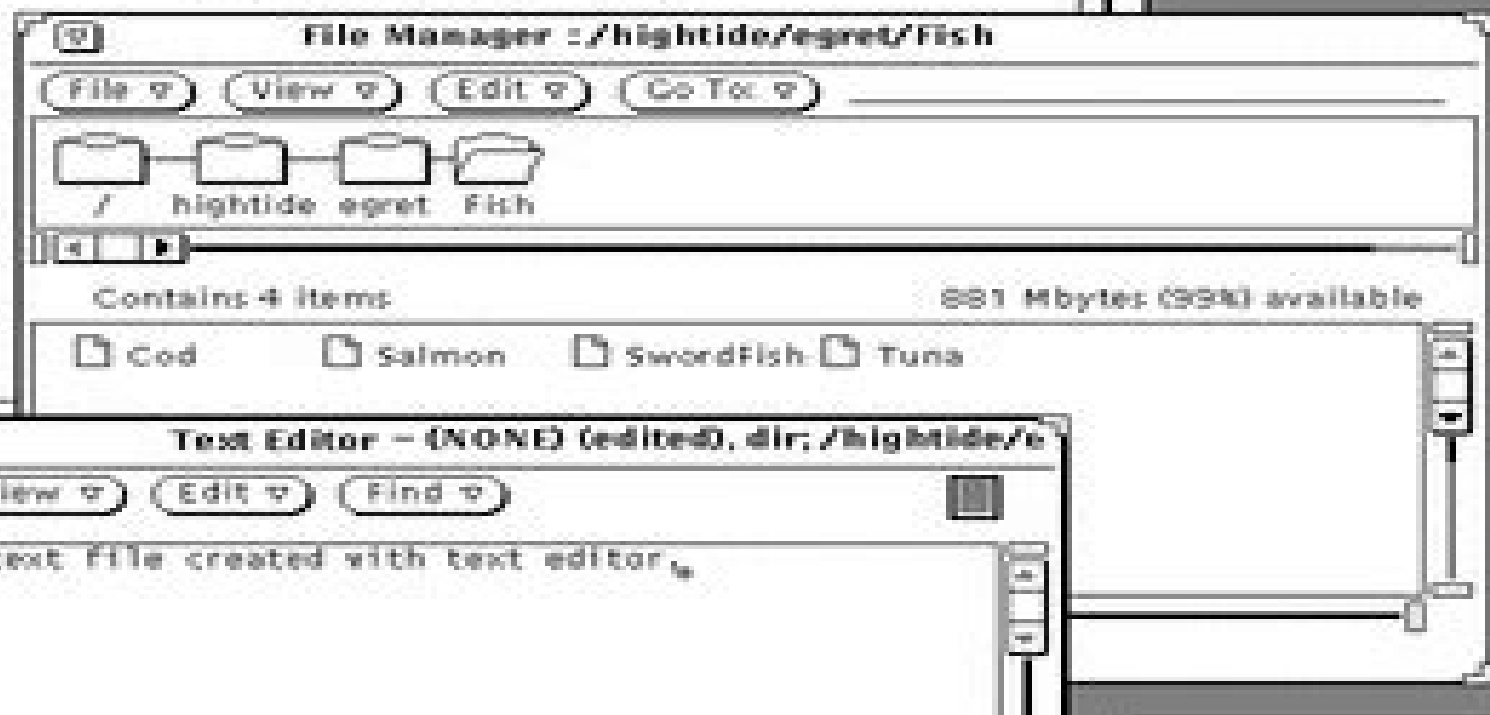 File Manager :/hightide/egret/Fish
File View Edit Go To:
/ hightide egret Fish
Contains 4 items 881 Mbytes (99%) available
Cod Salmon SwordFish Tuna
Text Editor - (NONE) (edited), dir; /hightide/e
iew Edit Find
text file created with text editor.